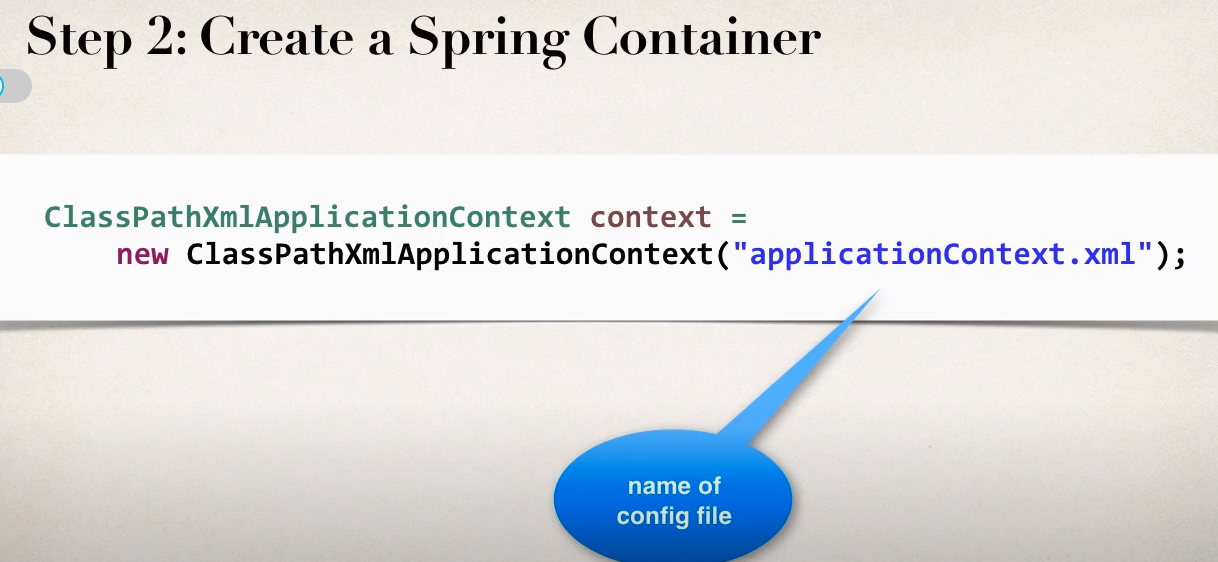 Step 2: Create a Spring Container
ClassPathXmlApplicationContext context =
new ClassPathXmlApplicationContext("applicationContext.xml");
name of
config file